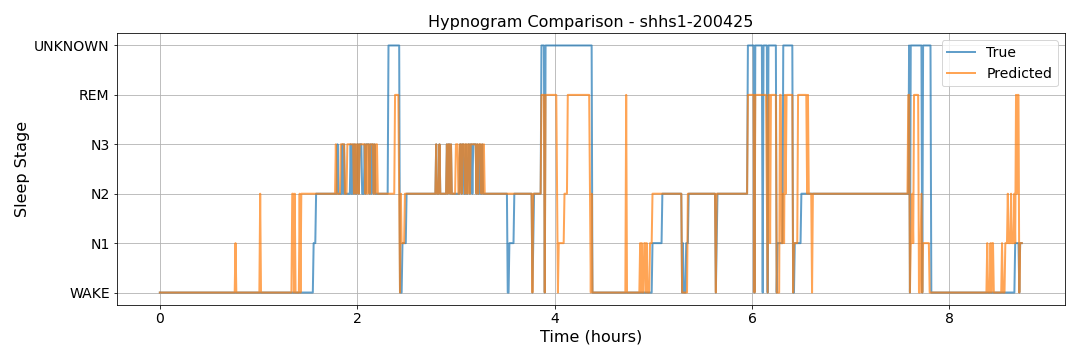 Hypnogram Comparison - shhs1-200425
UNKNOWN
REM
N3
N2
N1
WAKE
Sleep Stage
True
Predicted
0 2 4 6 8
Time (hours)